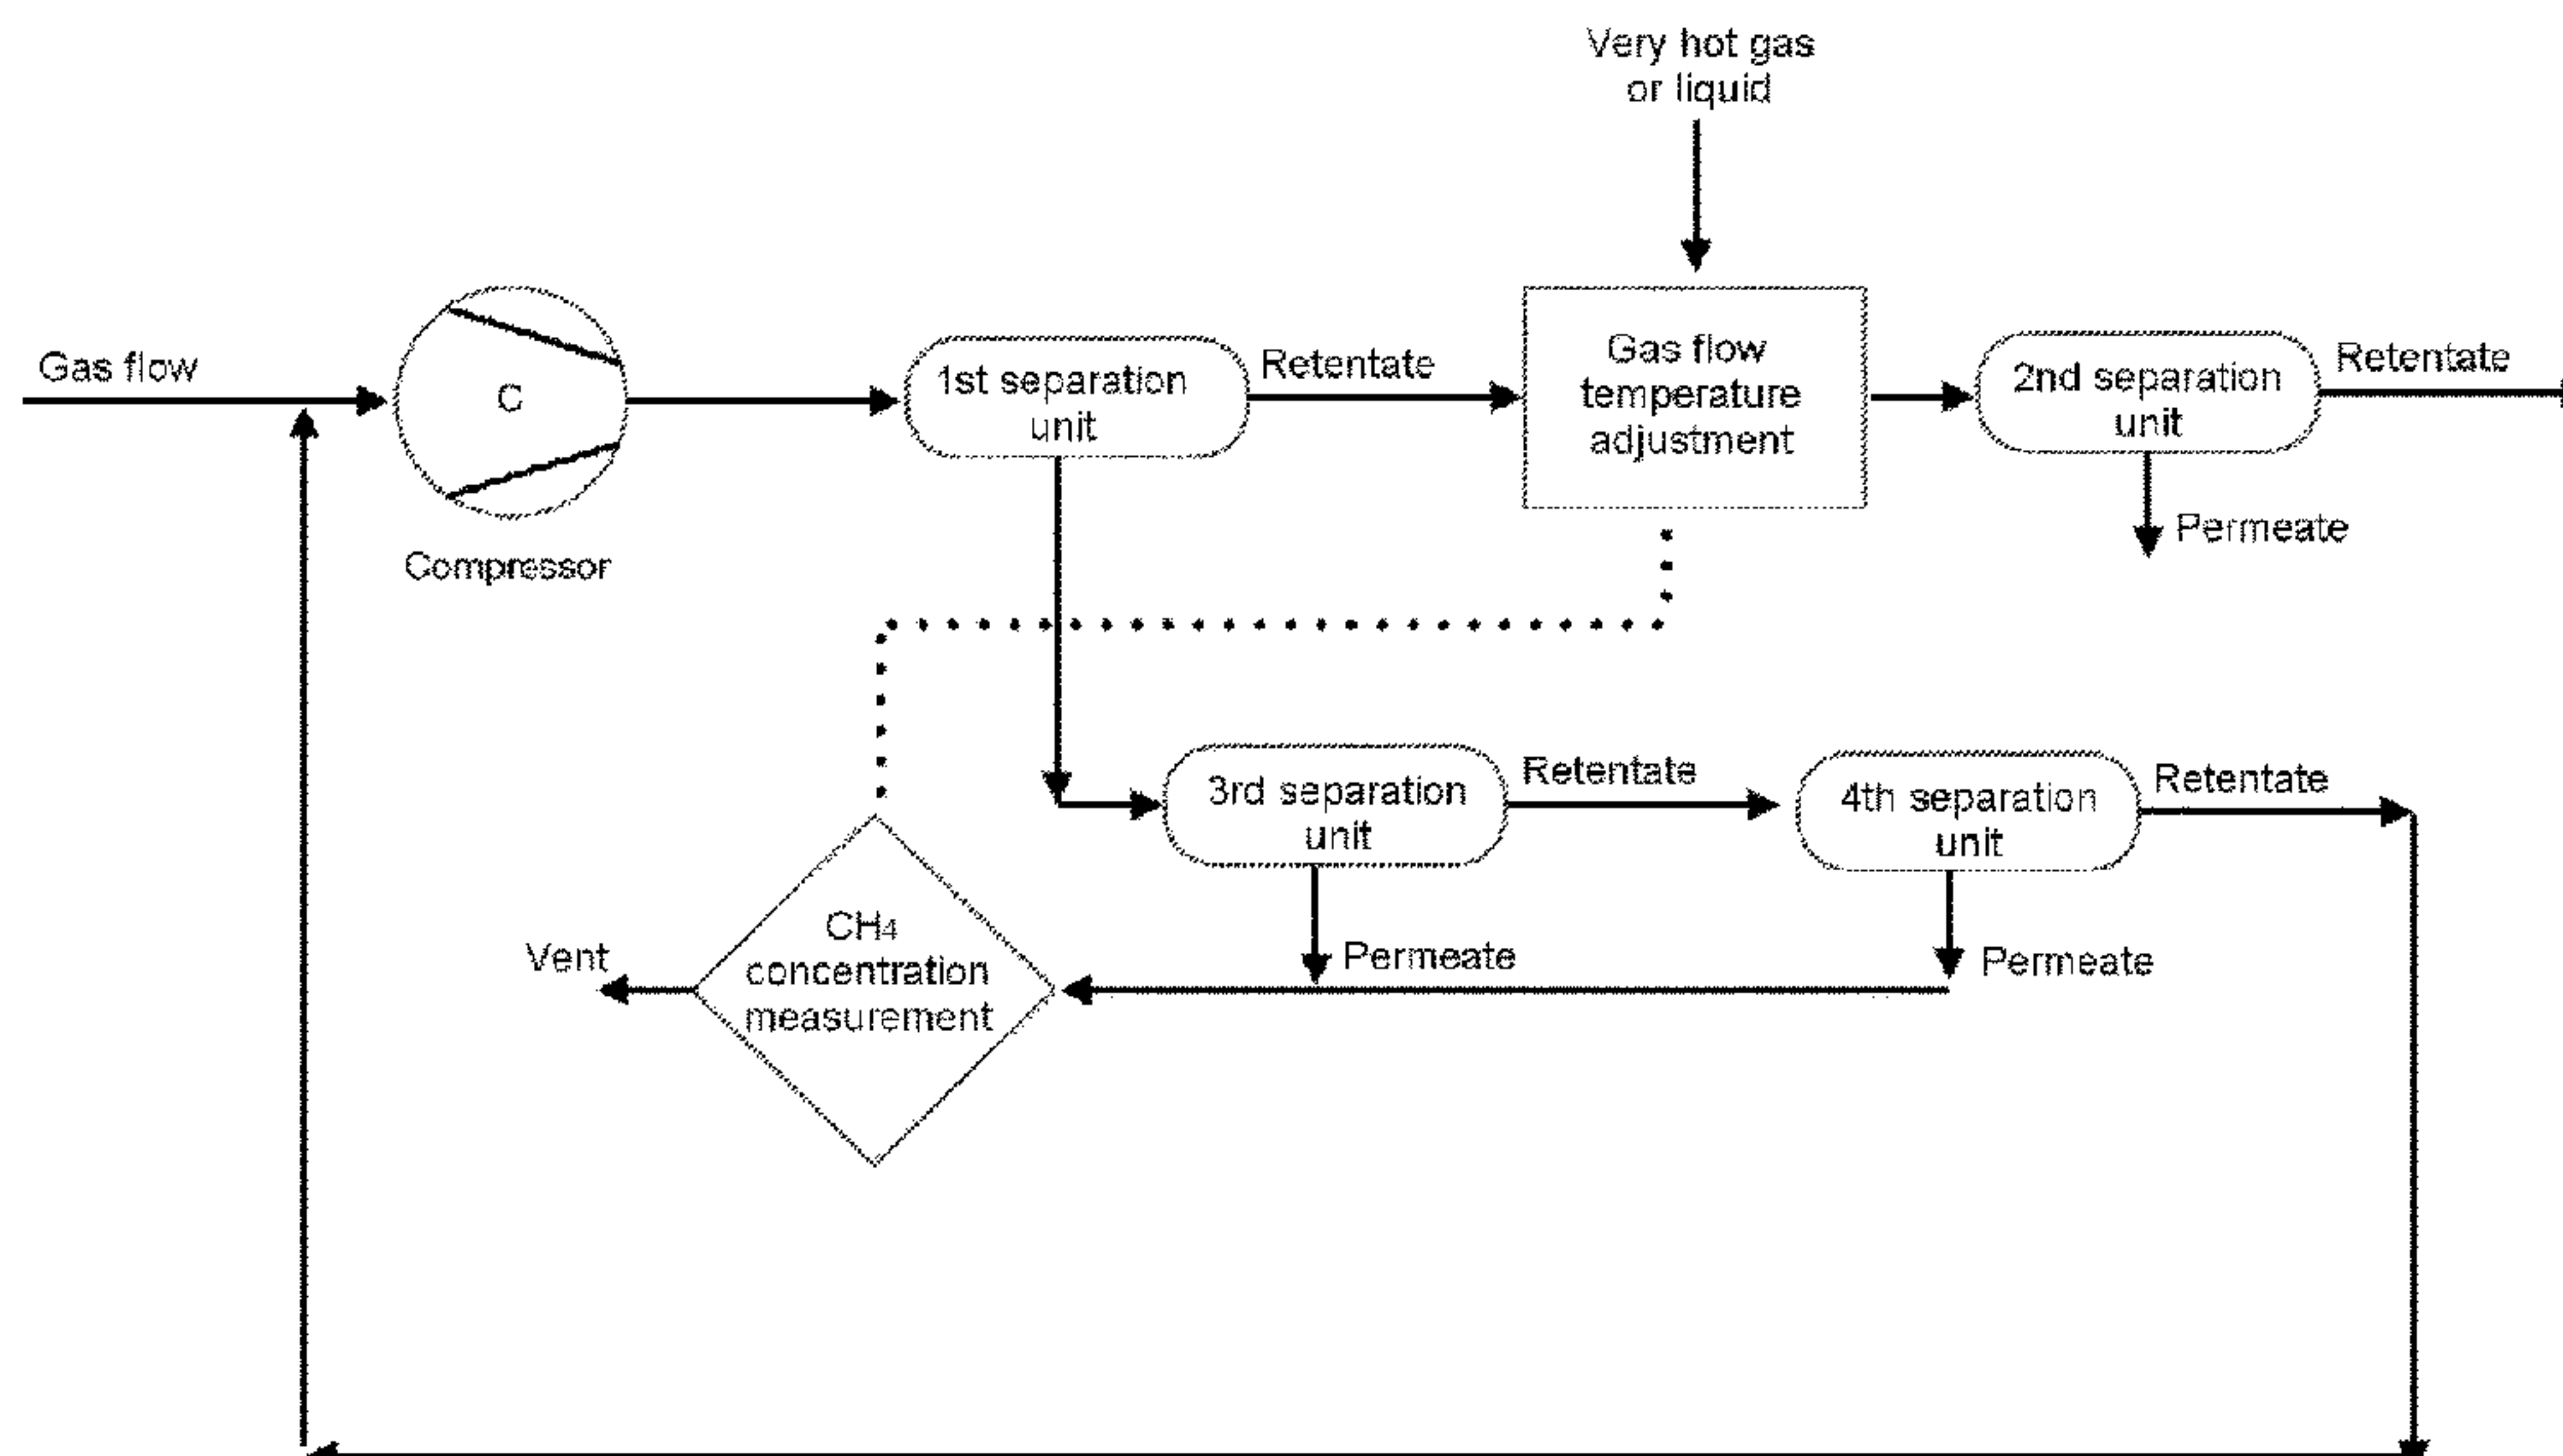 Very hot gas
or liquid
Gas flow
C
Compressor
1st separation
unit
Retentate
Gas flow
temperature
adjustment
2nd separation
unit
Retentate
Permeate
3rd separation
unit
Retentate
4th separation
unit
Retentate
Vent
CH4
concentration
measurement
Permeate
Permeate